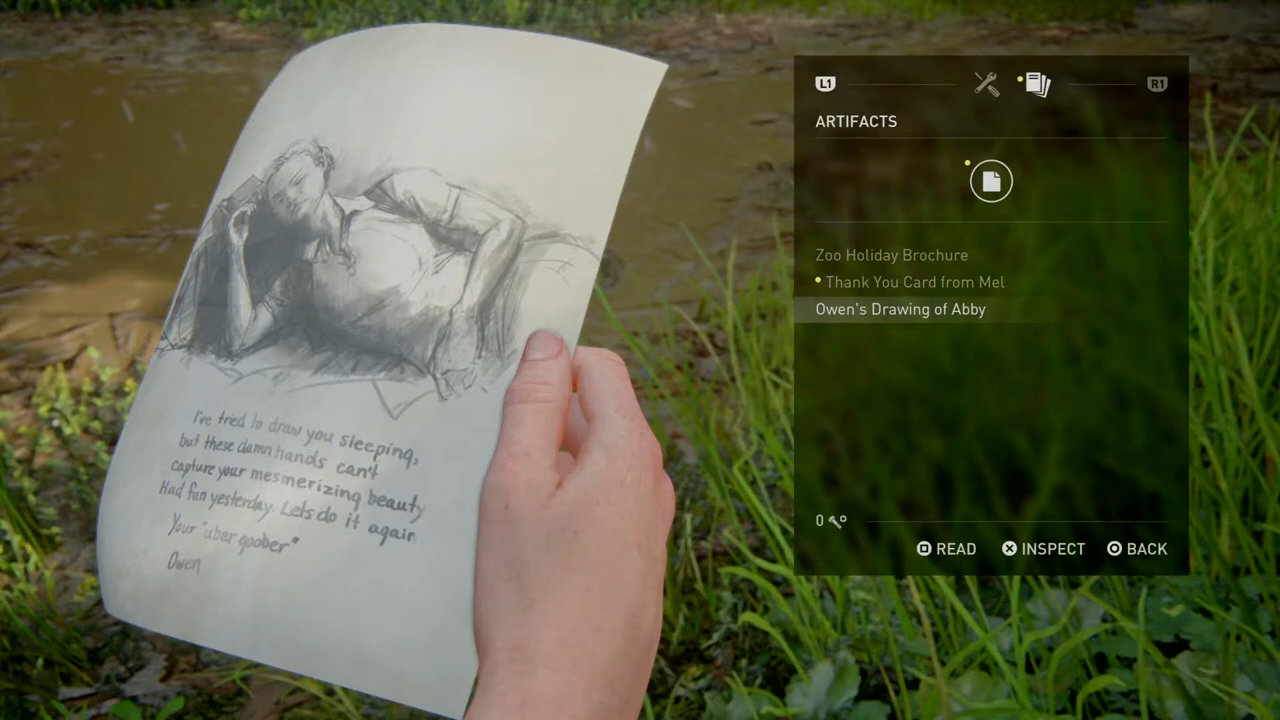 L1
R1
ARTIFACTS
Zoo Holiday Brochure
Thank You Card from Mel
Owen's Drawing of Abby
0
READ
INSPECT
BACK
I've tried to draw you sleeping,
but these damn hands can't
capture your mesmerizing beauty
Had fun yesterday. Lets do it again
Your "uber goober"
Owen